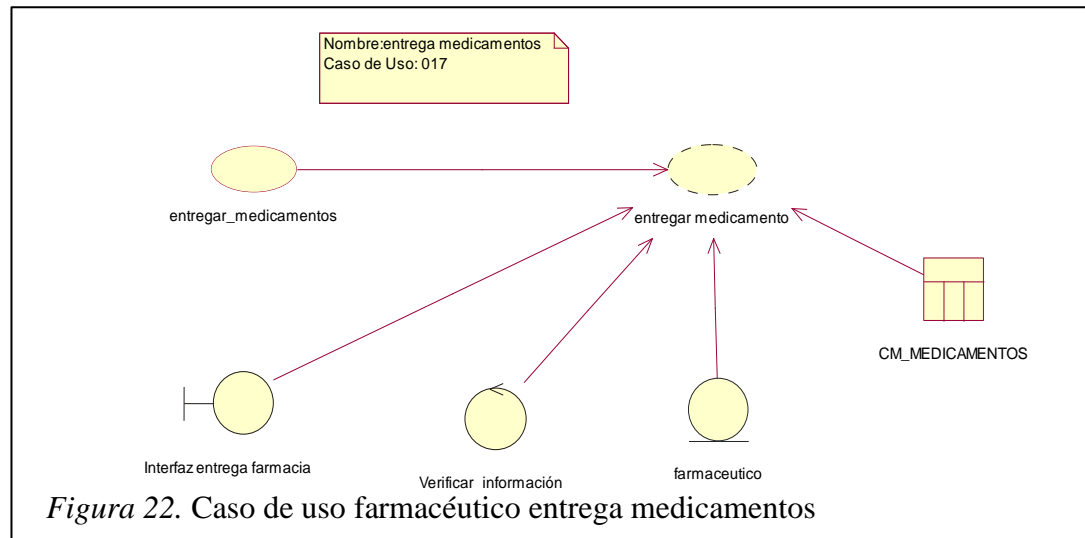 Nombre:entrega medicamentos
Caso de Uso: 017
entregar_medicamentos
entregar medicamento
CM_MEDICAMENTOS
Interfaz entrega farmacia
Verificar información
farmaceutico
Figura 22. Caso de uso farmacéutico entrega medicamentos